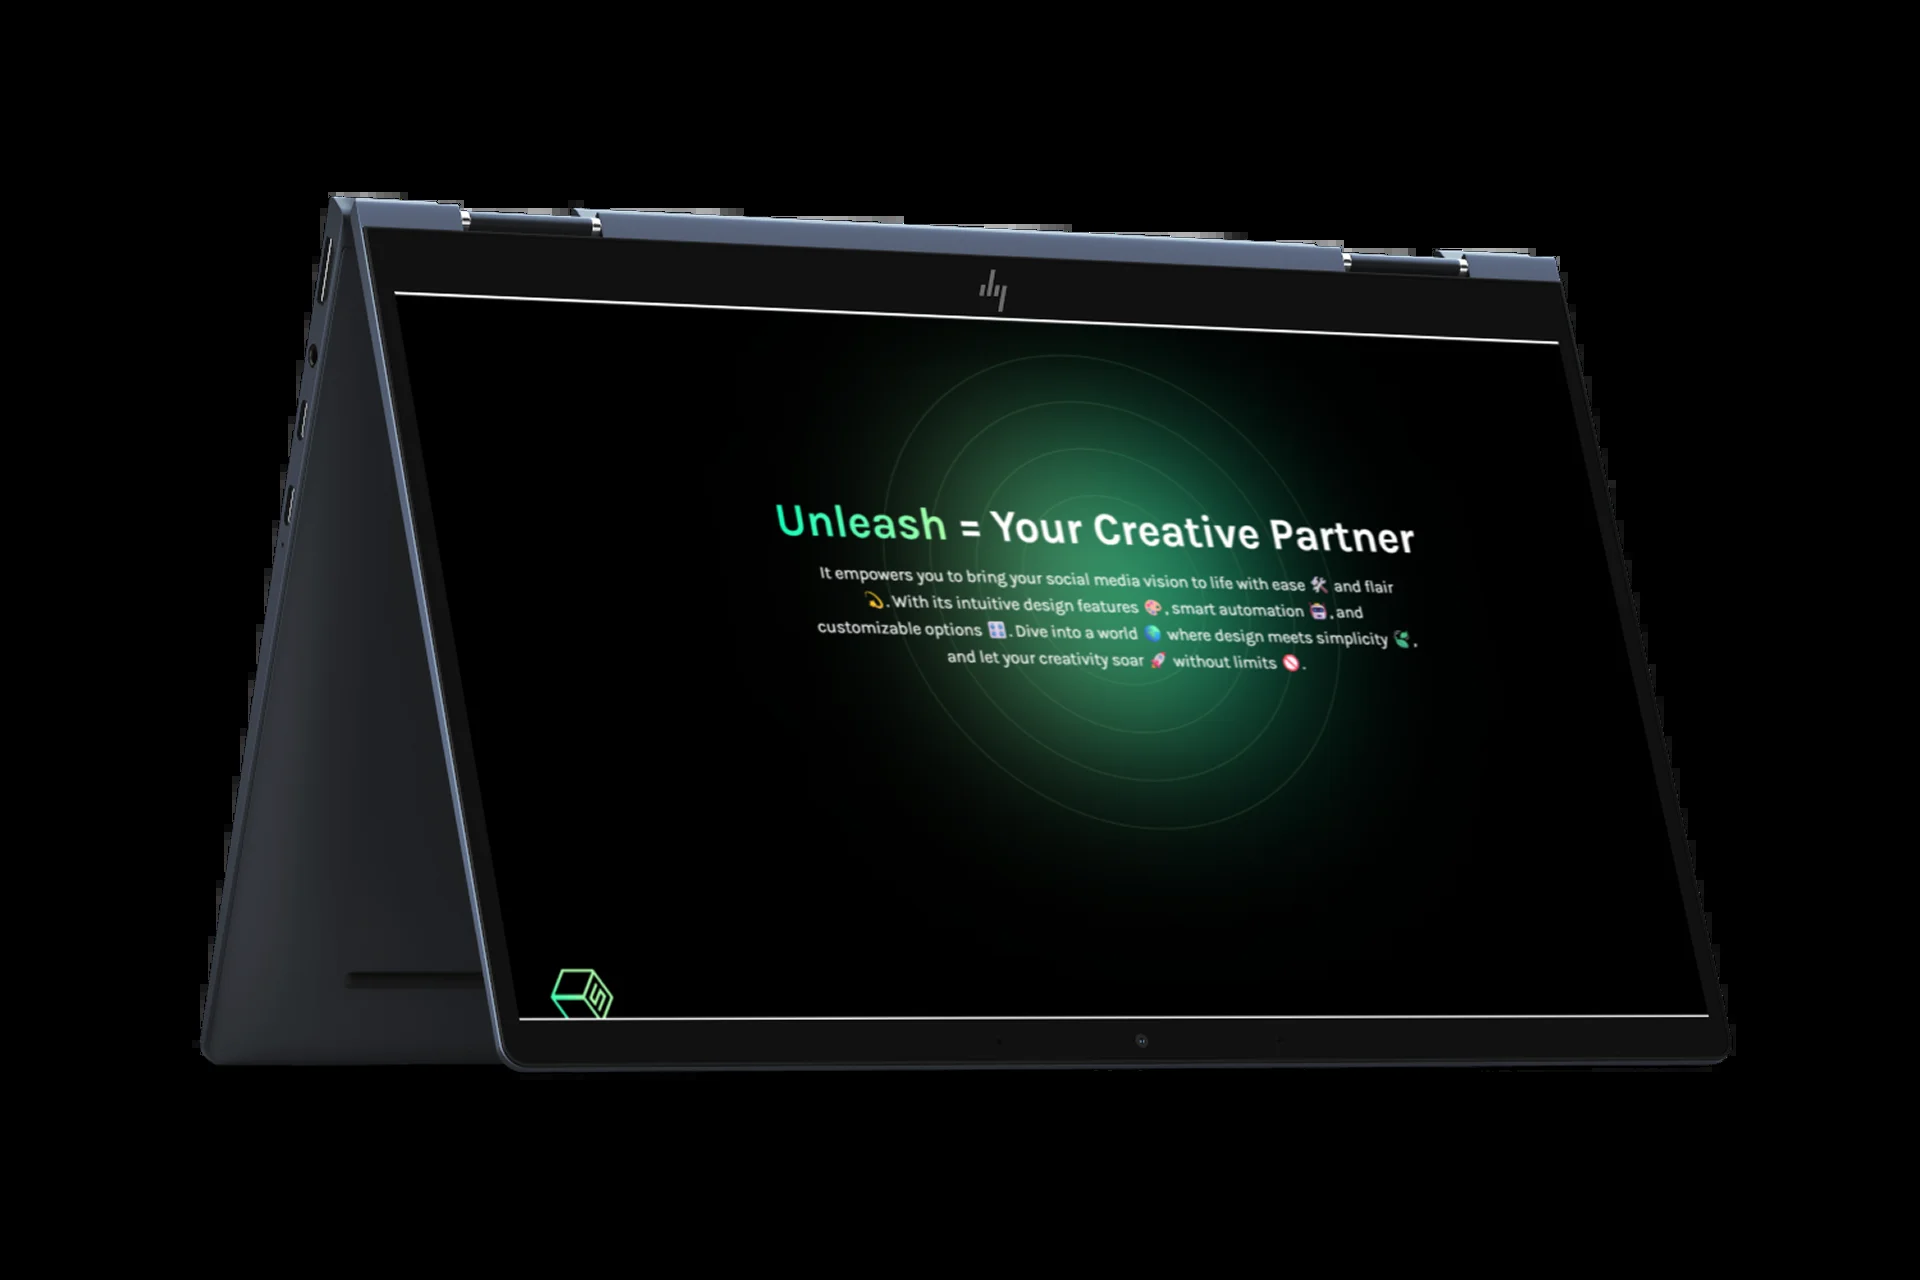 Unleash = Your Creative Partner
It empowers you to bring your social media vision to life with ease 🛠️ and flair
💫. With its intuitive design features 🎨, smart automation 🤖, and
customizable options 🎛️. Dive into a world 🌍 where design meets simplicity 🌿,
and let your creativity soar 🚀 without limits 🚫.